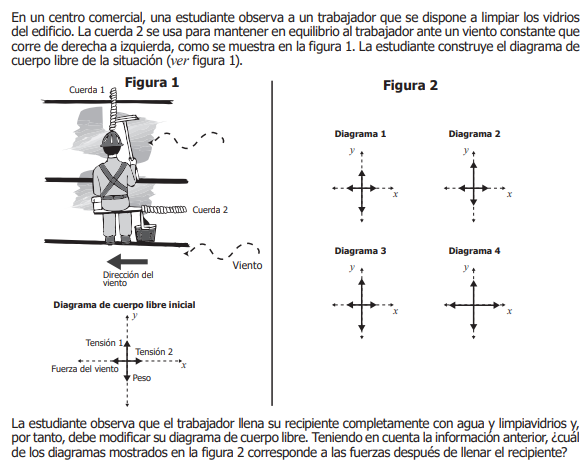 En un centro comercial, una estudiante observa a un trabajador que se dispone a limpiar los vidrios
del edificio. La cuerda 2 se usa para mantener en equilibrio al trabajador ante un viento constante que
corre de derecha a izquierda, como se muestra en la figura 1. La estudiante construye el diagrama de
cuerpo libre de la situación (ver figura 1).
Figura 1
Cuerda 1
Cuerda 2
Viento
Dirección del
viento
Diagrama de cuerpo libre inicial
y
Tensión 1
Tensión 2
x
Fuerza del viento
Peso
Figura 2
Diagrama 1
y
x
Diagrama 2
y
x
Diagrama 3
y
x
Diagrama 4
y
x
La estudiante observa que el trabajador llena su recipiente completamente con agua y limpiavidrios y,
por tanto, debe modificar su diagrama de cuerpo libre. Teniendo en cuenta la información anterior, ¿cuál
de los diagramas mostrados en la figura 2 corresponde a las fuerzas después de llenar el recipiente?